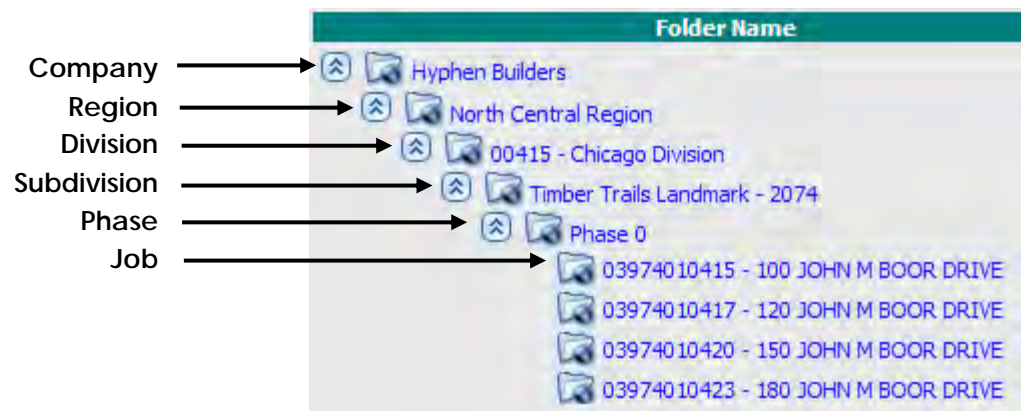 Folder Name
Company Hyphen Builders
Region North Central Region
Division 00415 - Chicago Division
Subdivision Timber Trails Landmark - 2074
Phase Phase 0
Job 03974010415 - 100 JOHN M BOOR DRIVE
03974010417 - 120 JOHN M BOOR DRIVE
03974010420 - 150 JOHN M BOOR DRIVE
03974010423 - 180 JOHN M BOOR DRIVE